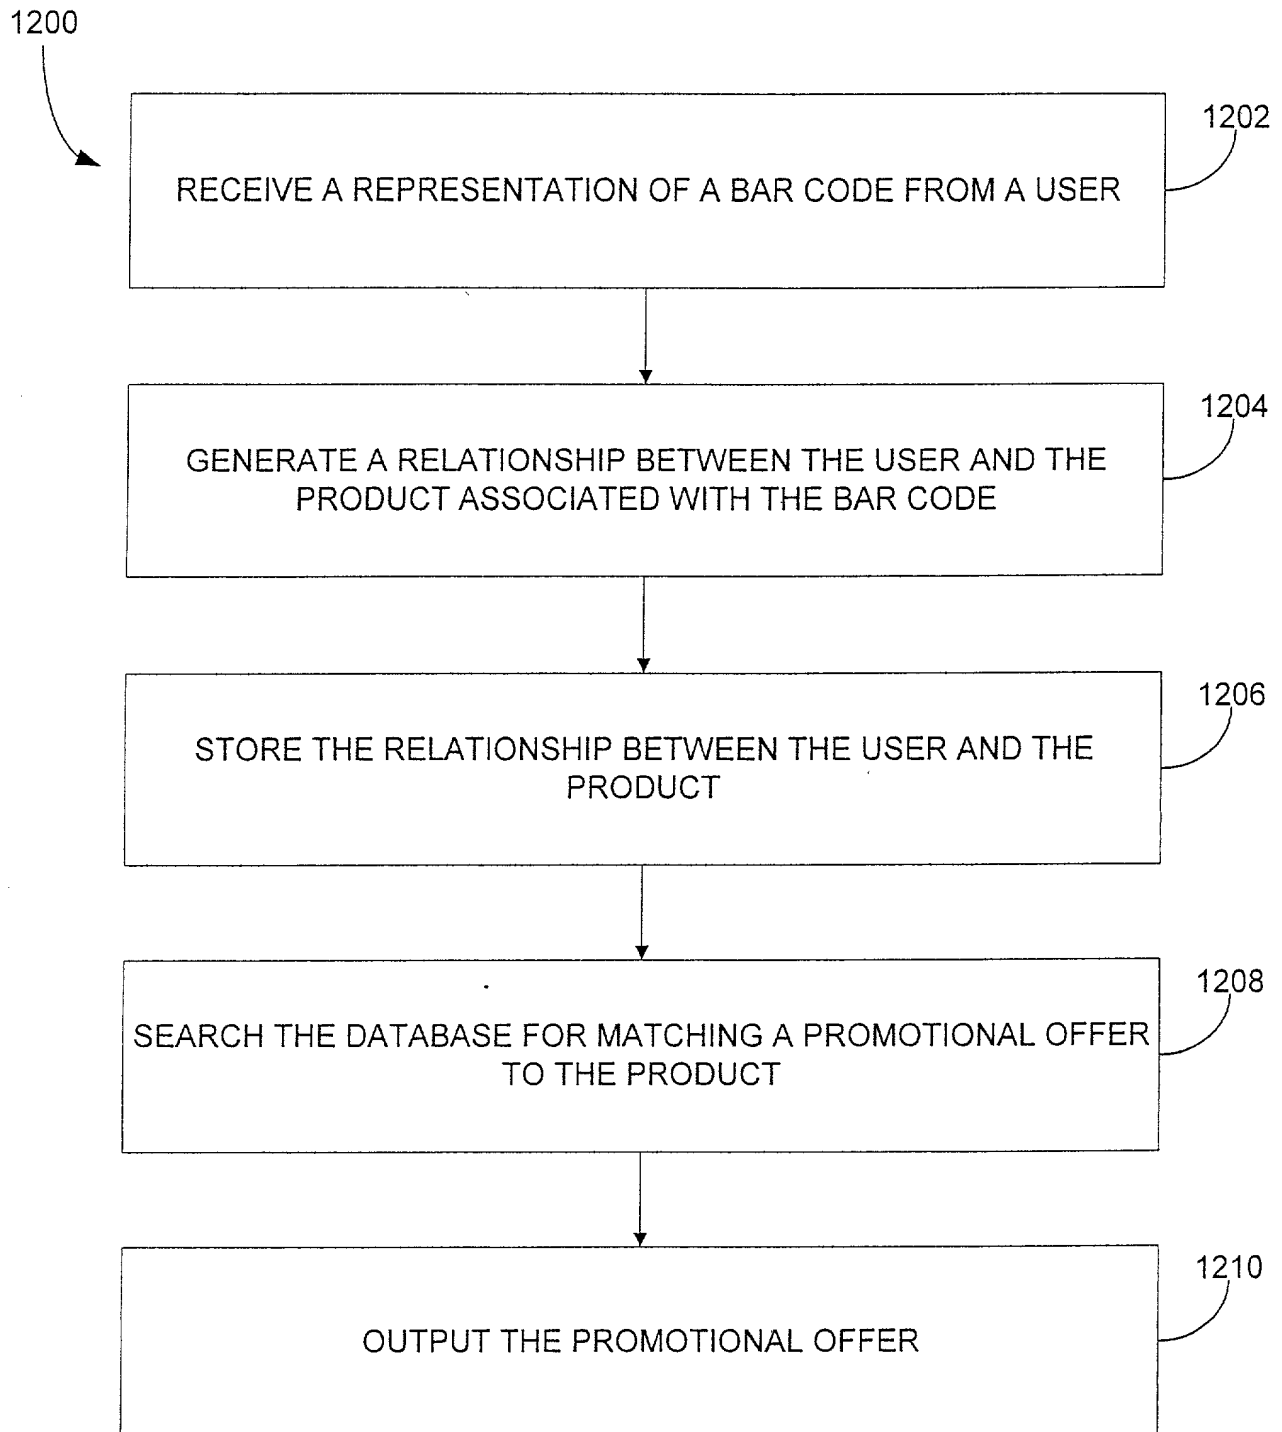 1200
1202
RECEIVE A REPRESENTATION OF A BAR CODE FROM A USER
1204
GENERATE A RELATIONSHIP BETWEEN THE USER AND THE
PRODUCT ASSOCIATED WITH THE BAR CODE
1206
STORE THE RELATIONSHIP BETWEEN THE USER AND THE
PRODUCT
1208
SEARCH THE DATABASE FOR MATCHING A PROMOTIONAL OFFER
TO THE PRODUCT
1210
OUTPUT THE PROMOTIONAL OFFER